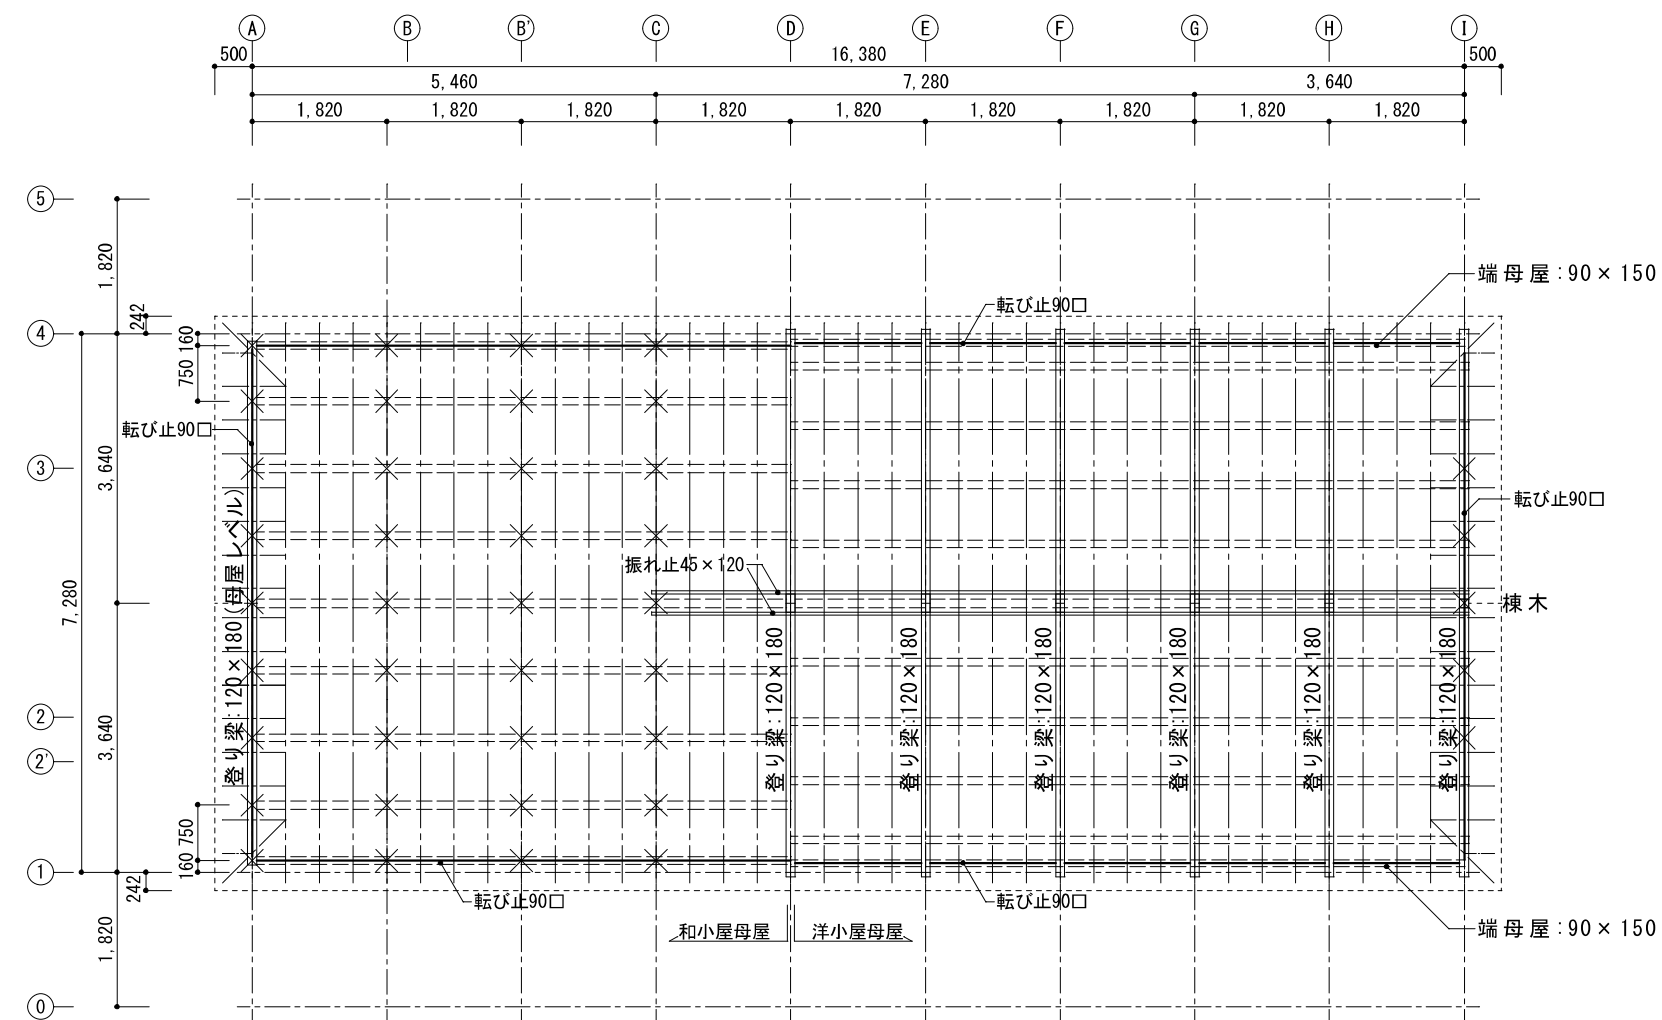 A B B' C D E F G H I
500 16,380 500
5,460 7,280 3,640
1,820 1,820 1,820 1,820 1,820 1,820 1,820 1,820 1,820
5
1,820
端母屋:90×150
242
転び止90□
4
160
750
転び止90□
3,640
3
転び止90□
登り梁:120×180(母屋レベル)
振れ止45×120
7,280
棟木
登り梁:120×180
登り梁:120×180
登り梁:120×180
登り梁:120×180
登り梁:120×180
登り梁:120×180
2
3,640
2'
750
160
1
242
転び止90□
転び止90□
端母屋:90×150
1,820
和小屋母屋
洋小屋母屋
0